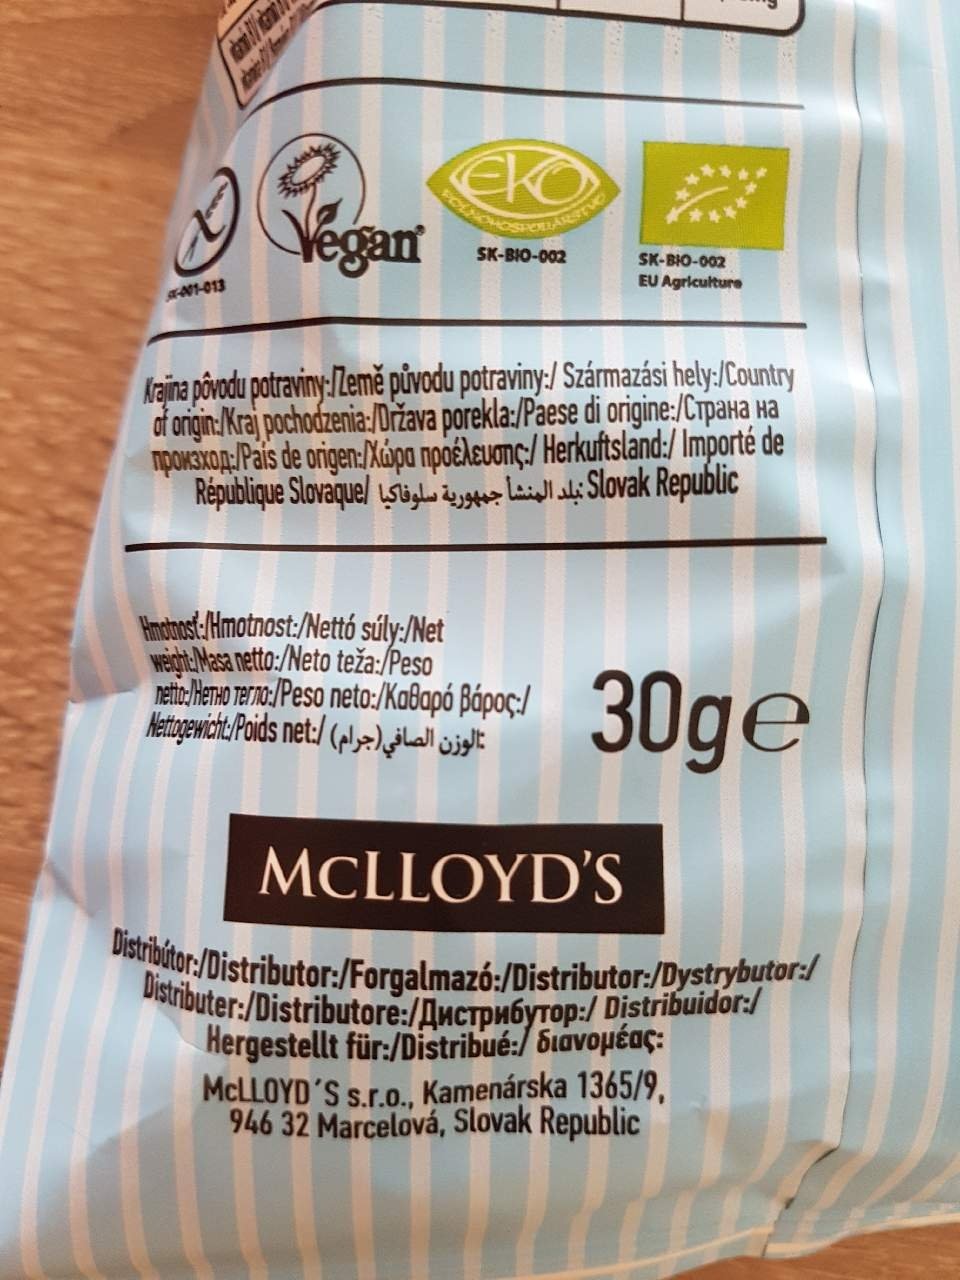 Vegan
EKO
POĽNOHOSPODÁRSTVO
SK-BIO-002
SK-BIO-002
EU Agriculture
SK-001-013
Krajina pôvodu potraviny:/Země původu potraviny:/ Származási hely:/Country
of origin:/Kraj pochodzenia:/Država porekla:/Paese di origine:/Страна на
произход:/País de origen:/Χώρα προέλευσης:/ Herkuftsland:/ Importé de
République Slovaque/ بلد المنشأ جمهورية سلوفاكيا: Slovak Republic
Hmotnosť:/Hmotnost:/Nettó súly:/Net
weight:/Masa netto:/Neto teža:/Peso
netto:/Нетно тегло:/Peso neto:/Καθαρό βάρος:/
Nettogewicht:/Poids net:/ الوزن الصافي(جرام):
30g e
McLLOYD'S
Distribútor:/Distributor:/Forgalmazó:/Distributor:/Dystrybutor:/
Distributer:/Distributore:/Дистрибутор:/ Distribuidor:/
Hergestellt für:/Distribué:/ διανομέας:
McLLOYD´S s.r.o., Kamenárska 1365/9,
946 32 Marcelová, Slovak Republic